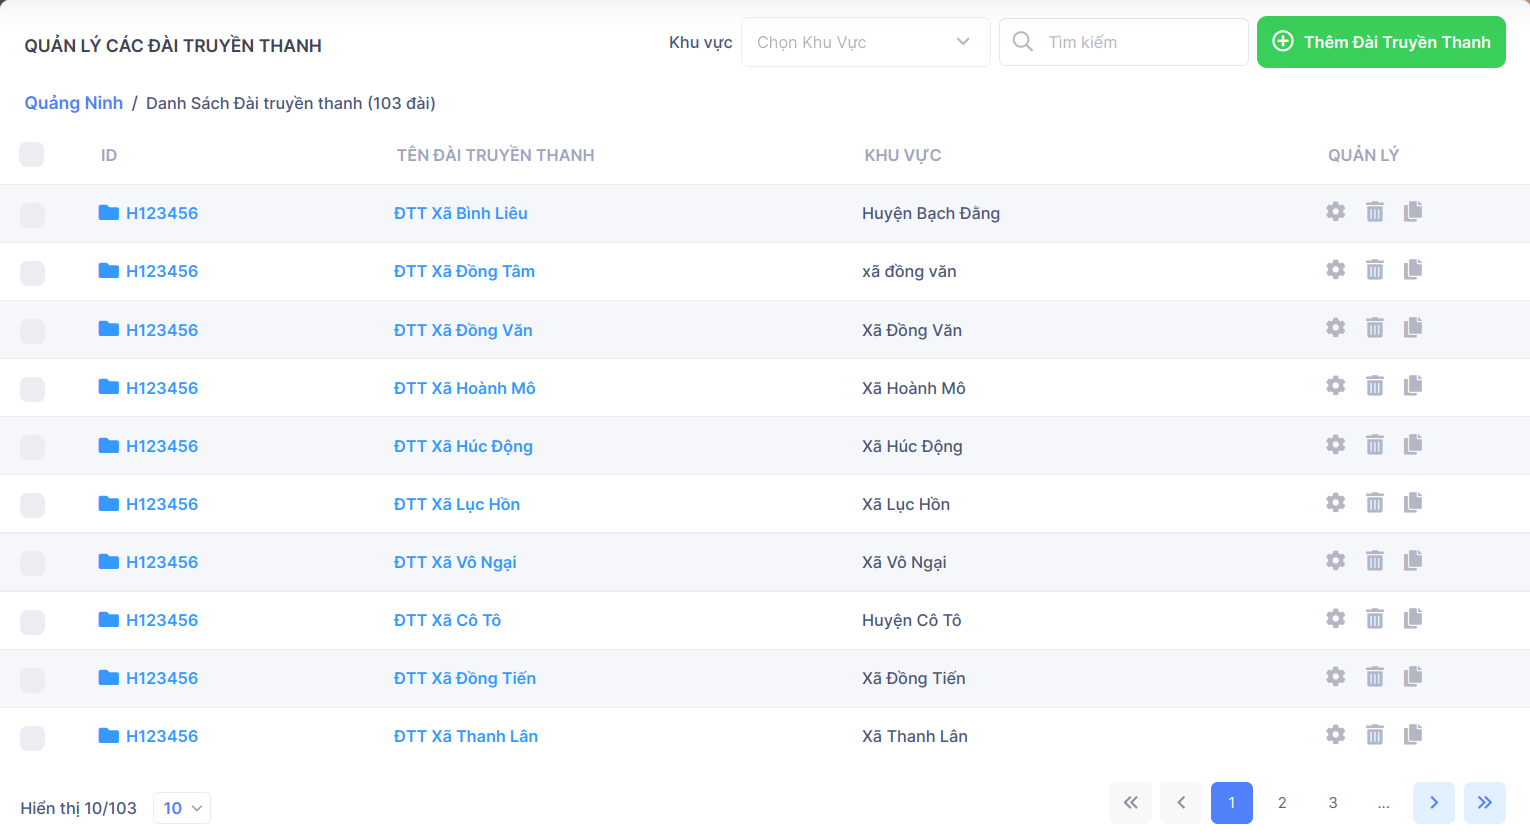 QUẢN LÝ CÁC ĐÀI TRUYỀN THANH
Khu vực
Chọn Khu Vực
Tìm kiếm
Thêm Đài Truyền Thanh
Quảng Ninh / Danh Sách Đài truyền thanh (103 đài)
ID TÊN ĐÀI TRUYỀN THANH KHU VỰC QUẢN LÝ
H123456 ĐTT Xã Bình Liêu Huyện Bạch Đằng
H123456 ĐTT Xã Đồng Tâm xã đồng văn
H123456 ĐTT Xã Đồng Văn Xã Đồng Văn
H123456 ĐTT Xã Hoành Mô Xã Hoành Mô
H123456 ĐTT Xã Húc Động Xã Húc Động
H123456 ĐTT Xã Lục Hồn Xã Lục Hồn
H123456 ĐTT Xã Vô Ngại Xã Vô Ngại
H123456 ĐTT Xã Cô Tô Huyện Cô Tô
H123456 ĐTT Xã Đồng Tiến Xã Đồng Tiến
H123456 ĐTT Xã Thanh Lân Xã Thanh Lân
Hiển thị 10/103 10
1 2 3 ...